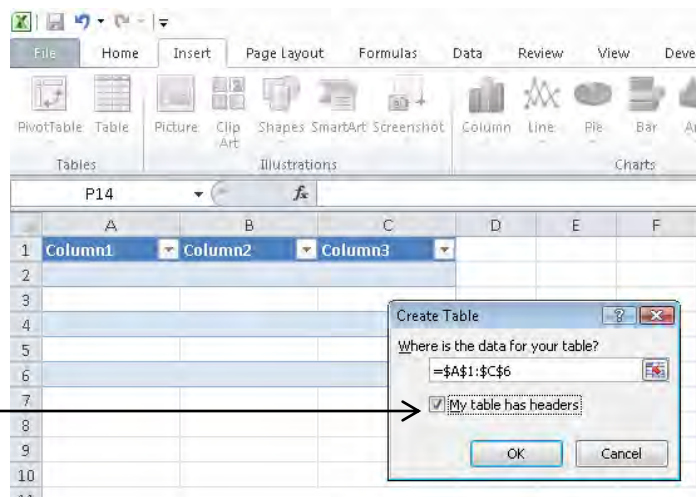 File Home Insert Page Layout Formulas Data Review View Deve
PivotTable Table Picture Clip Art Shapes SmartArt Screenshot Column Line Pie Bar
Tables Illustrations Charts
P14 fx
A B C D E F
1 Column1 Column2 Column3
2
3
4 Create Table
5 Where is the data for your table?
6 =$A$1:$C$6
7 My table has headers
8
9 OK Cancel
10